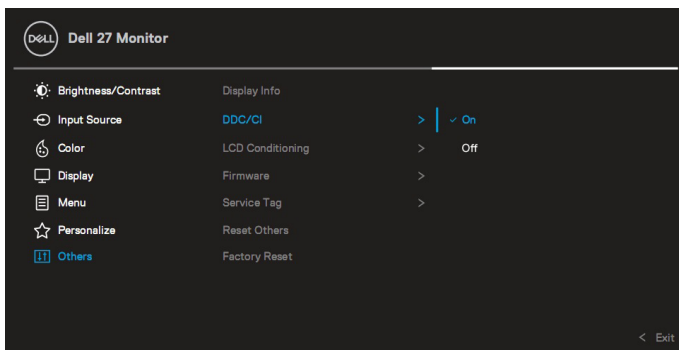 DELL Dell 27 Monitor
Brightness/Contrast Display Info
Input Source DDC/CI > ✓ On
Color LCD Conditioning > Off
Display Firmware >
Menu Service Tag >
Personalize Reset Others
Others Factory Reset
< Exit